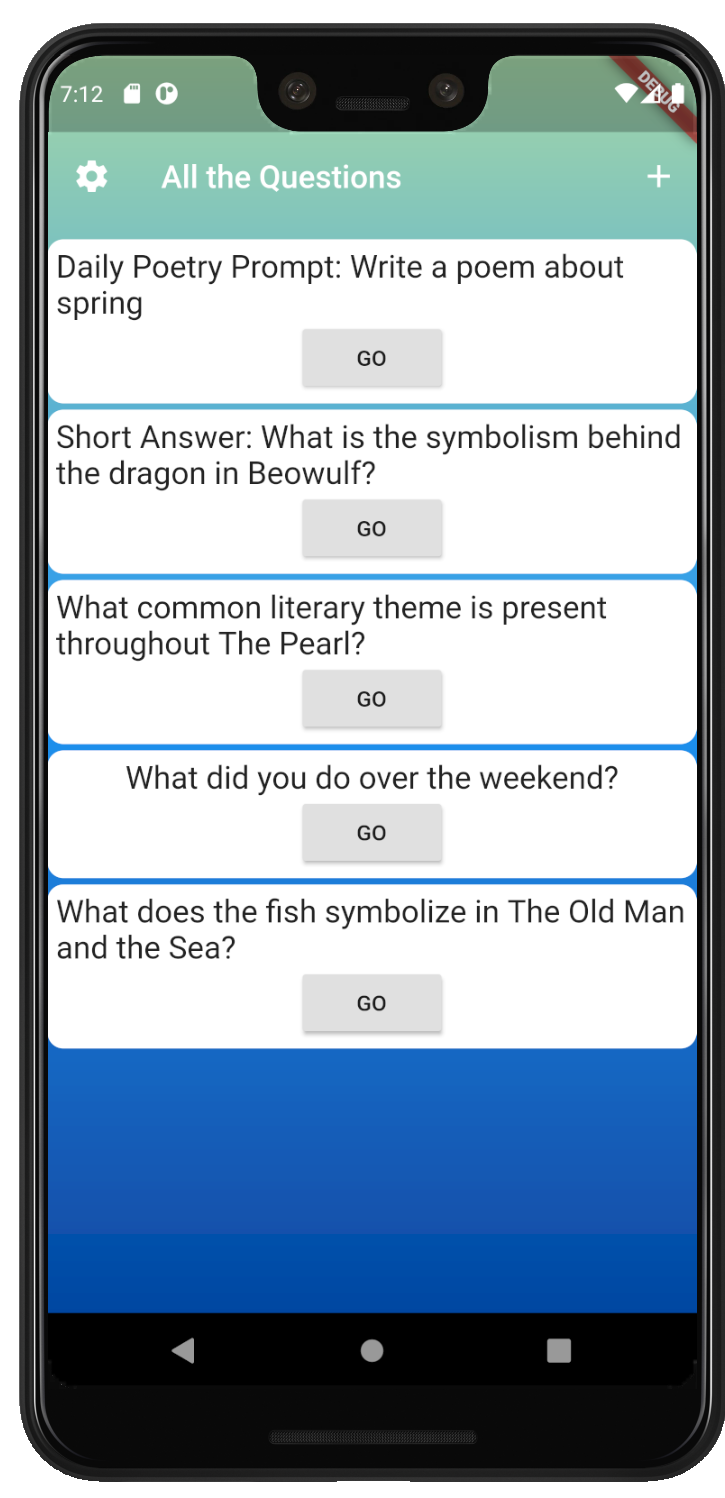 7:12
DEBUG
All the Questions
+
Daily Poetry Prompt: Write a poem about
spring
GO
Short Answer: What is the symbolism behind
the dragon in Beowulf?
GO
What common literary theme is present
throughout The Pearl?
GO
What did you do over the weekend?
GO
What does the fish symbolize in The Old Man
and the Sea?
GO